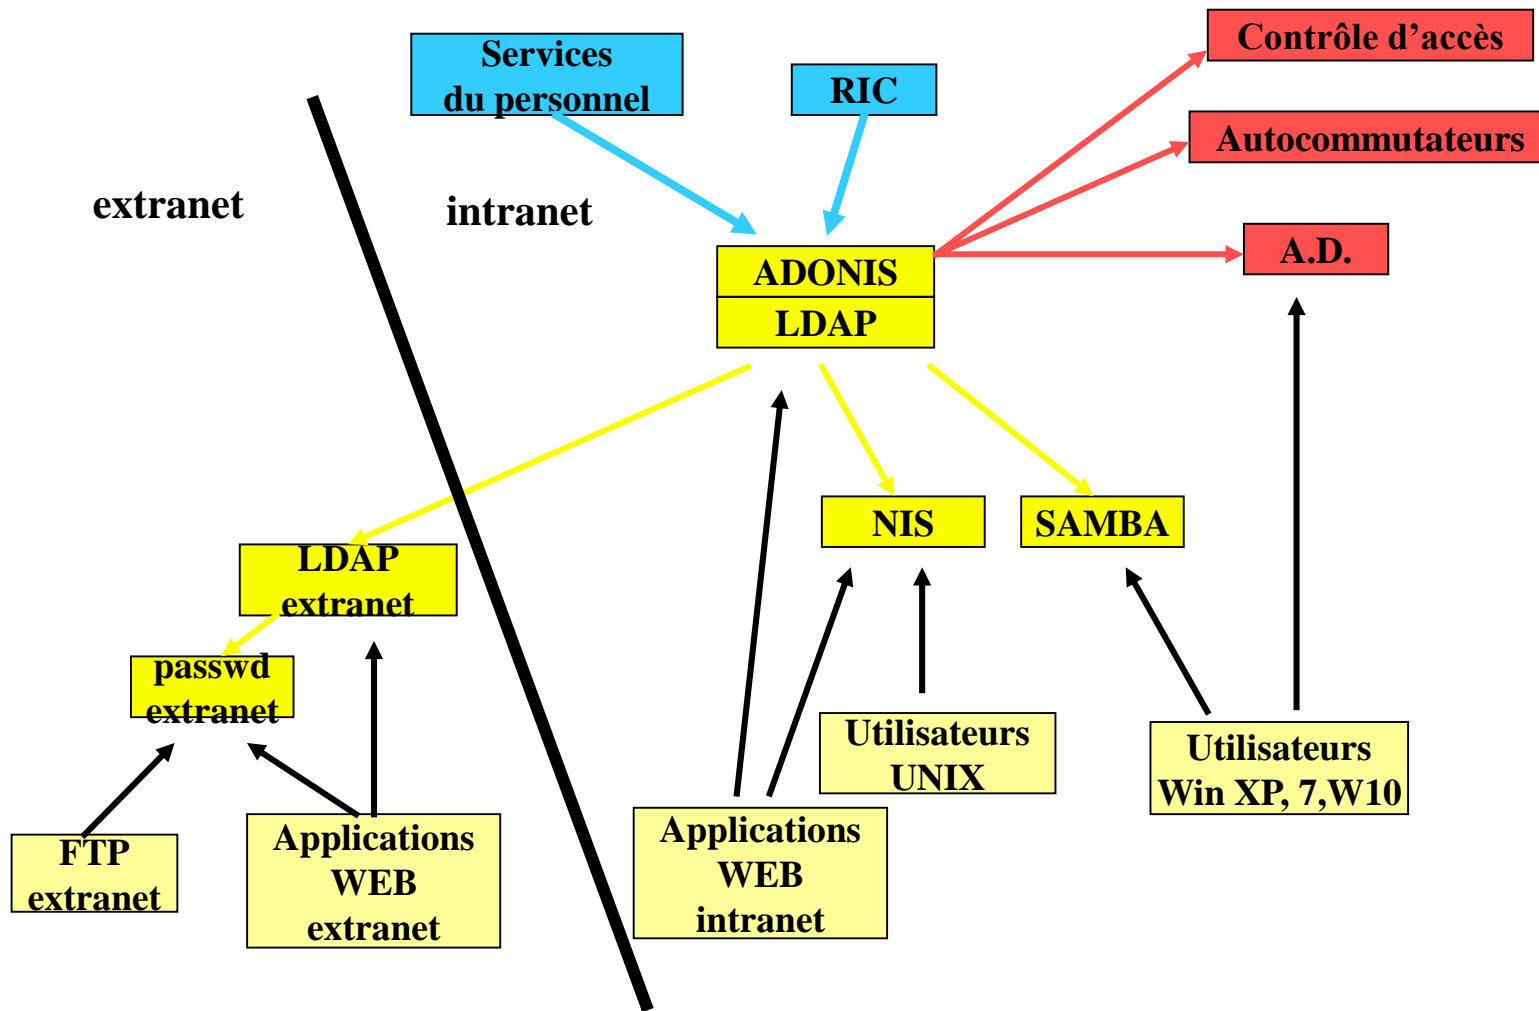 Services
du personnel
RIC
Contrôle d'accès
Autocommutateurs
extranet
intranet
A.D.
ADONIS
LDAP
NIS
SAMBA
LDAP
extranet
passwd
extranet
Utilisateurs
UNIX
Utilisateurs
Win XP, 7,W10
FTP
extranet
Applications
WEB
extranet
Applications
WEB
intranet